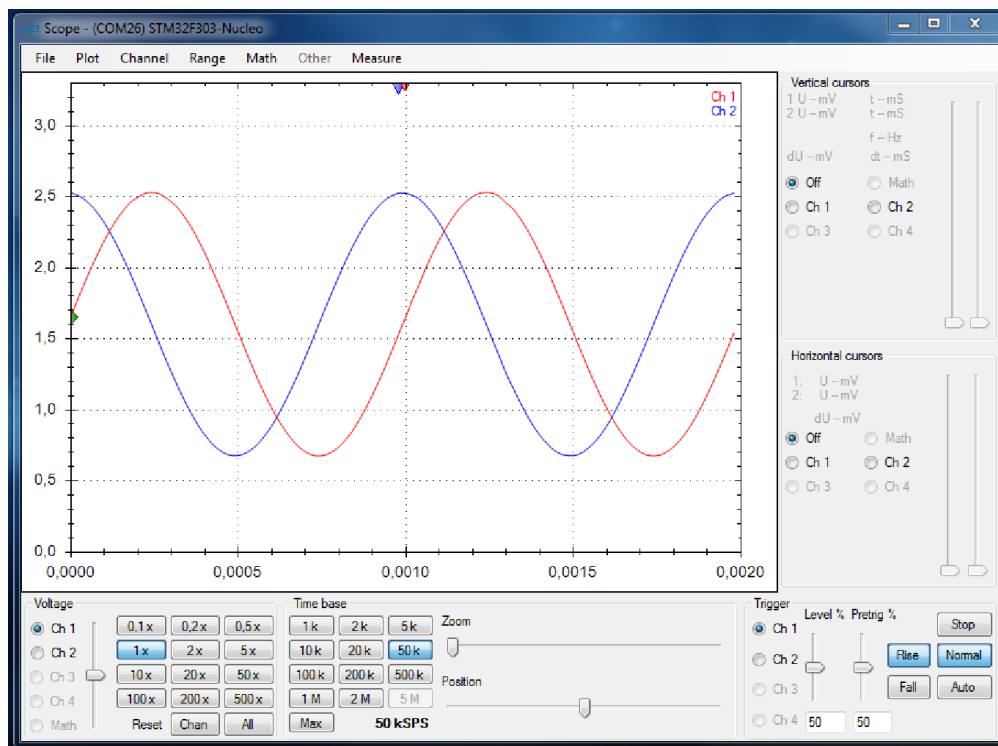 Scope - (COM26) STM32F303-Nucleo
File Plot Channel Range Math Other Measure
Ch 1
Ch 2
3,0
2,5
2,0
1,5
1,0
0,5
0,0
0,0000 0,0005 0,0010 0,0015 0,0020
Vertical cursors
1 U --mV t --mS
2 U --mV t --mS
f --Hz
dU --mV dt --mS
Off Math
Ch 1 Ch 2
Ch 3 Ch 4
Horizontal cursors
1: U --mV
2: U --mV
dU --mV
Off Math
Ch 1 Ch 2
Ch 3 Ch 4
Voltage
Ch 1 0,1 x 0,2 x 0,5 x
Ch 2 1 x 2 x 5 x
Ch 3 10 x 20 x 50 x
Ch 4 100 x 200 x 500 x
Math Reset Chan All
Time base
1 k 2 k 5 k Zoom
10 k 20 k 50 k
100 k 200 k 500 k Position
1 M 2 M 5 M
Max 50 kSPS
Trigger Level % Pretrig %
Ch 1 Stop
Ch 2 Rise Normal
Ch 3 Fall Auto
Ch 4 50 50